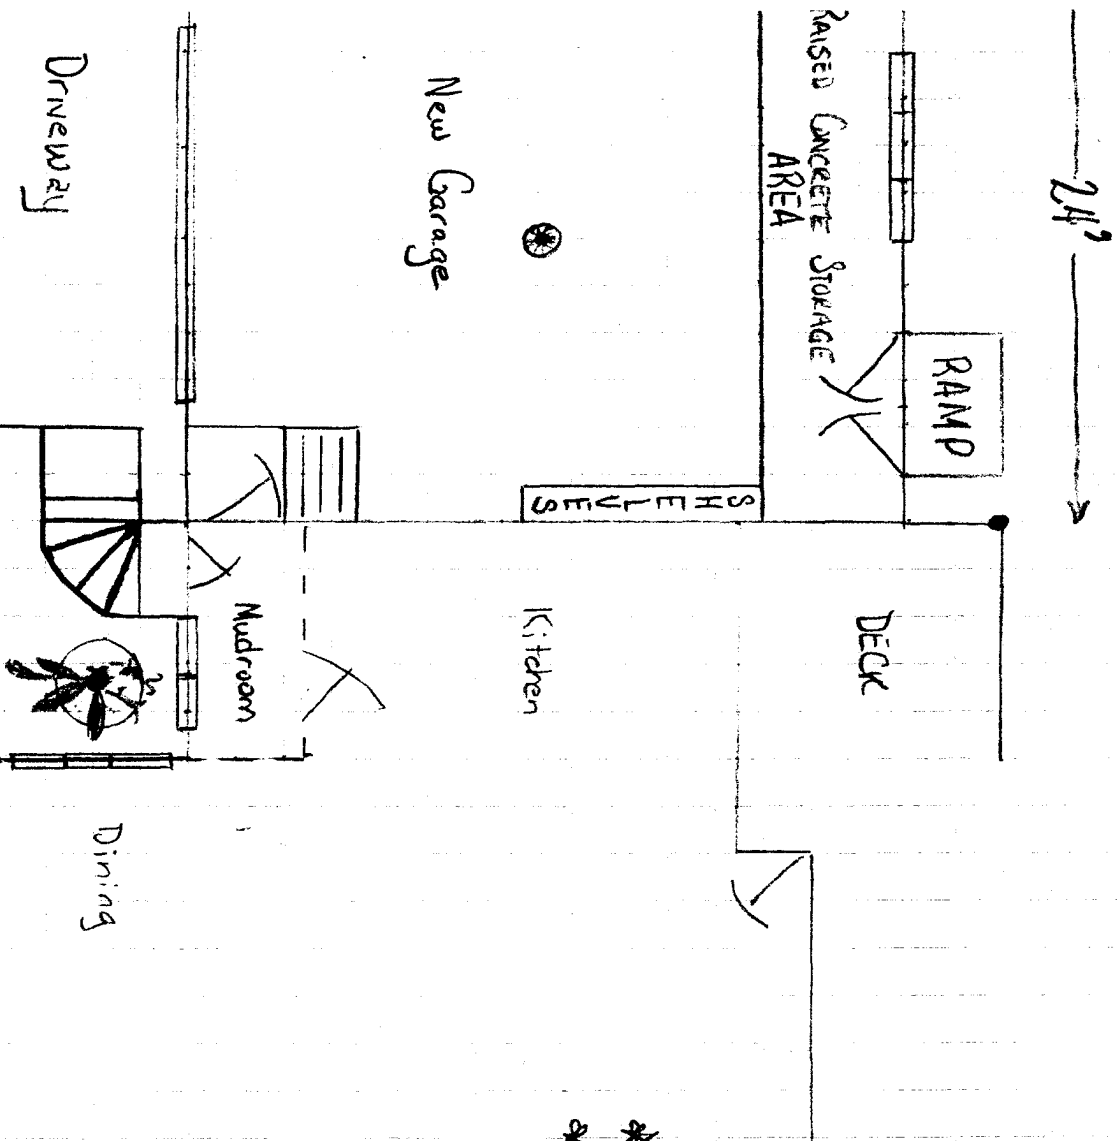 24'
RAMP
RAISED CONCRETE STORAGE
AREA
SHELVES
New Garage
Driveway
DECK
Kitchen
Mudroom
Dining